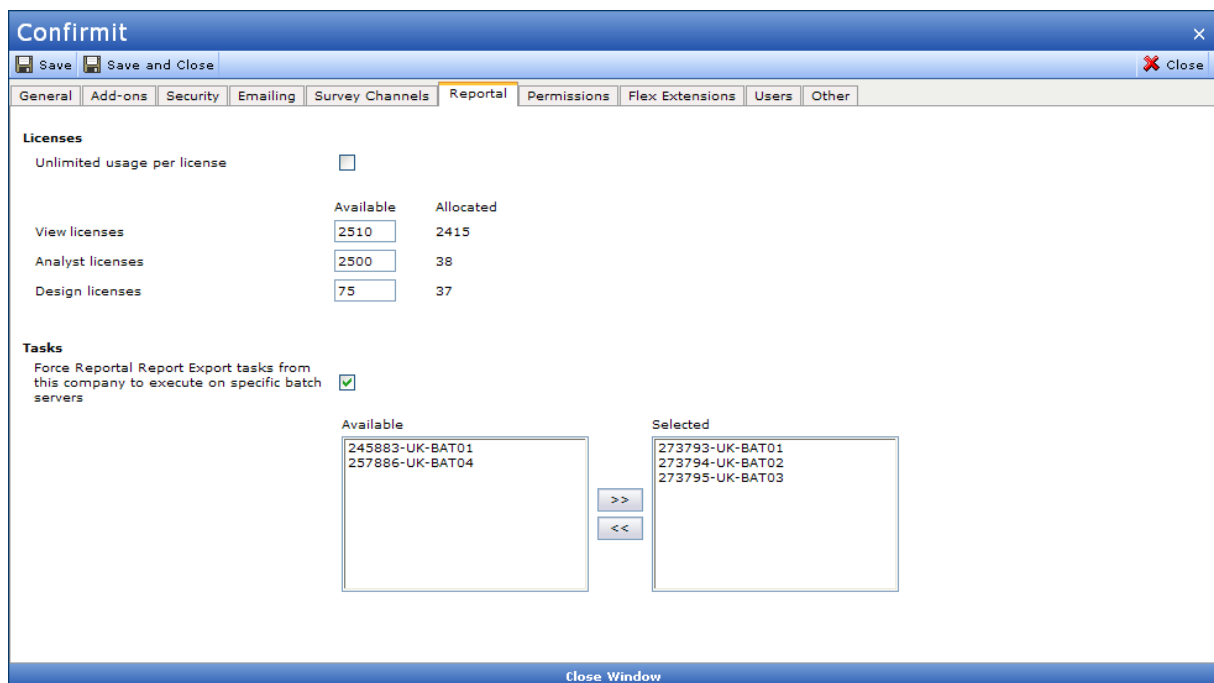 Confirmit
Save Save and Close Close
General Add-ons Security Emailing Survey Channels Reportal Permissions Flex Extensions Users Other
Licenses
Unlimited usage per license
Available Allocated
View licenses 2510 2415
Analyst licenses 2500 38
Design licenses 75 37
Tasks
Force Reportal Report Export tasks from
this company to execute on specific batch
servers
Available Selected
245883-UK-BAT01 273793-UK-BAT01
257886-UK-BAT04 273794-UK-BAT02
273795-UK-BAT03
>>
<<
Close Window